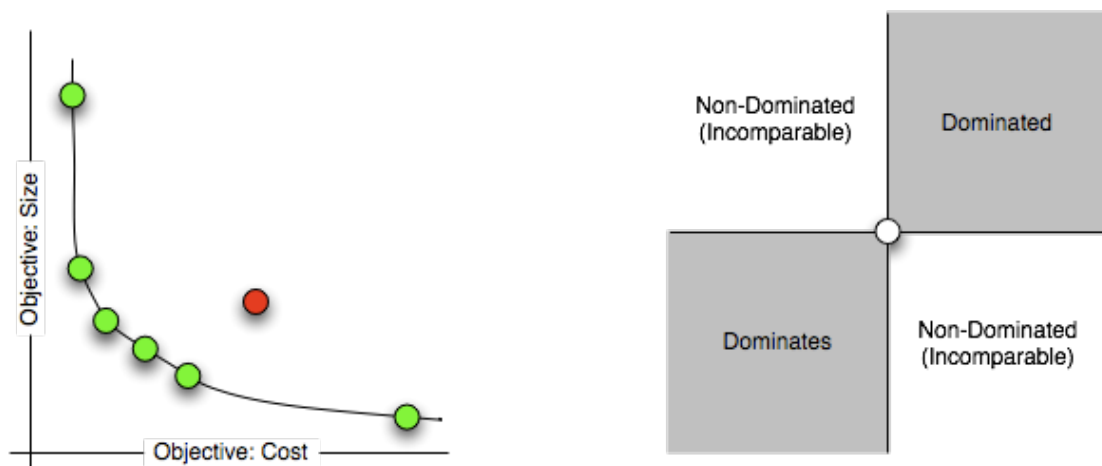 Objective: Size
Objective: Cost
Non-Dominated
(Incomparable)
Dominated
Dominates
Non-Dominated
(Incomparable)